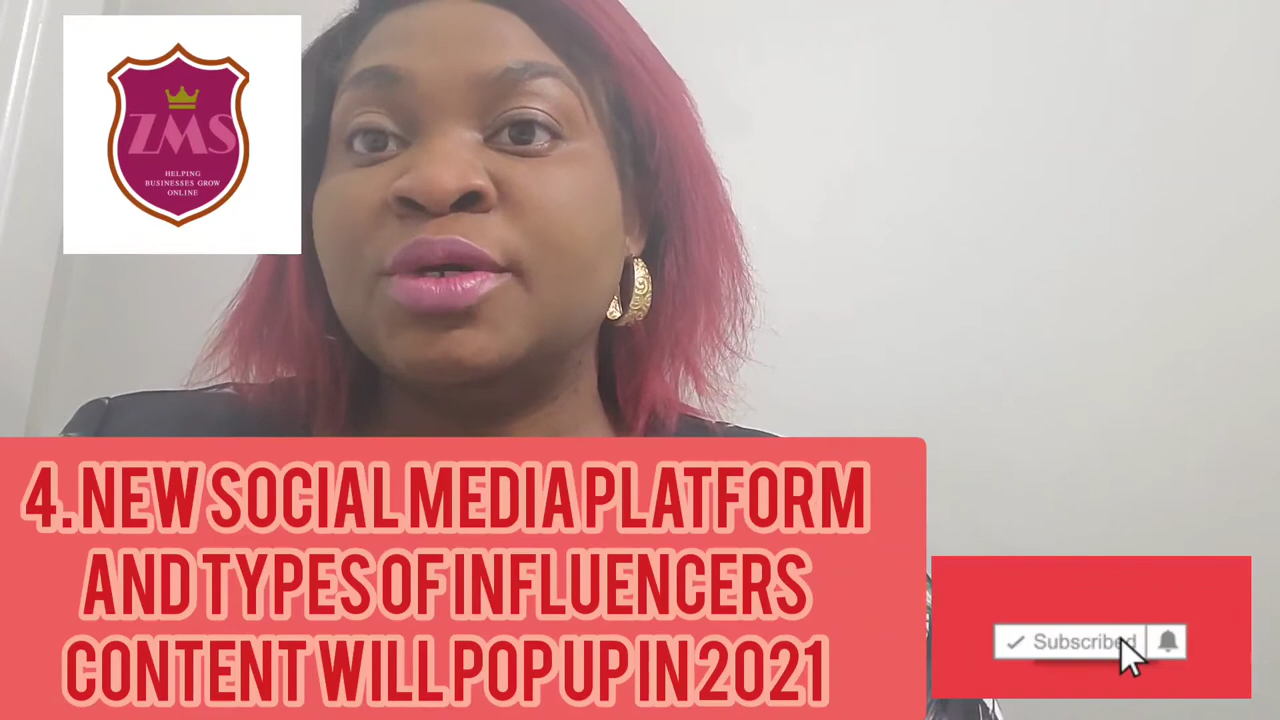 ZMS
HELPING
BUSINESSES GROW
ONLINE
4. NEW SOCIAL MEDIA PLATFORM
AND TYPES OF INFLUENCERS
CONTENT WILL POP UP IN 2021
Subscribed